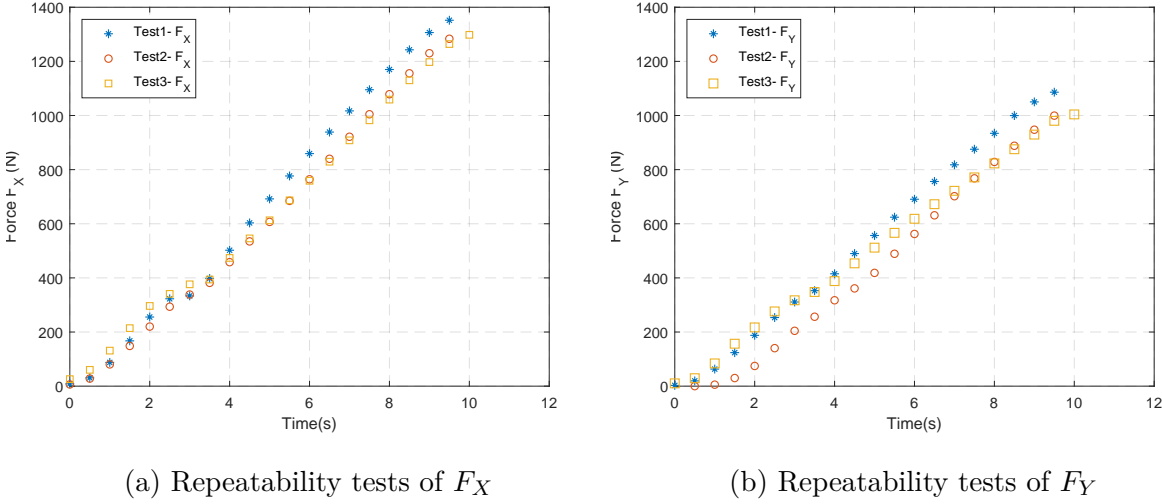 1400
1200
1000
800
600
400
200
0
Force F_X (N)
Test1- F_X
Test2- F_X
Test3- F_X
0 2 4 6 8 10 12
Time(s)
(a) Repeatability tests of F_X
1400
1200
1000
800
600
400
200
0
Force F_Y (N)
Test1- F_Y
Test2- F_Y
Test3- F_Y
0 2 4 6 8 10 12
Time(s)
(b) Repeatability tests of F_Y